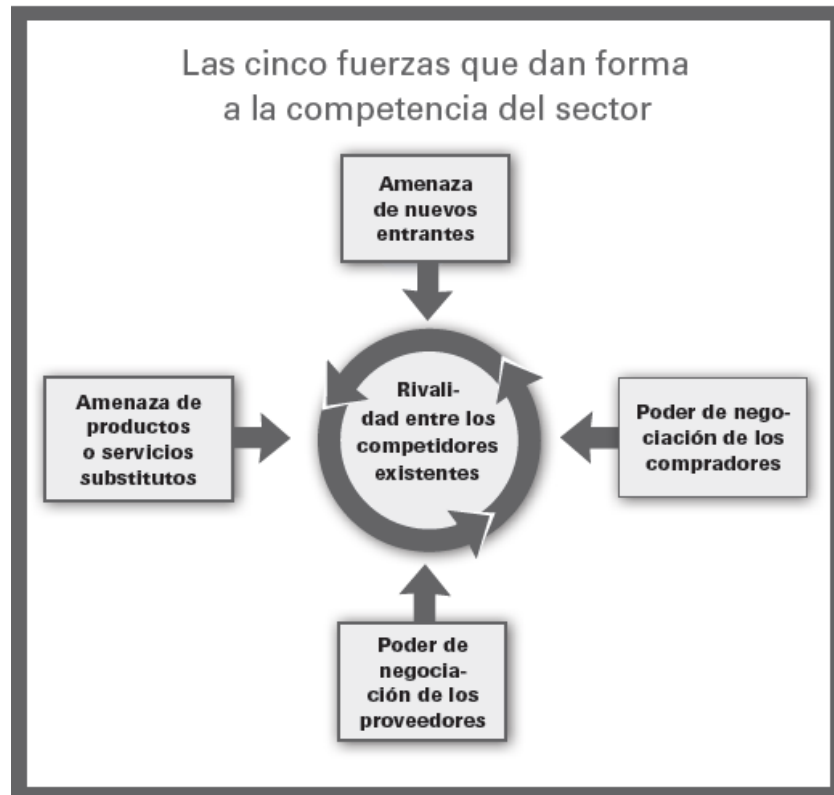 Las cinco fuerzas que dan forma
a la competencia del sector
Amenaza
de nuevos
entrantes
Amenaza de
productos
o servicios
substitutos
Rivali-
dad entre los
competidores
existentes
Poder de nego-
ciación de los
compradores
Poder de
negocia-
ción de los
proveedores